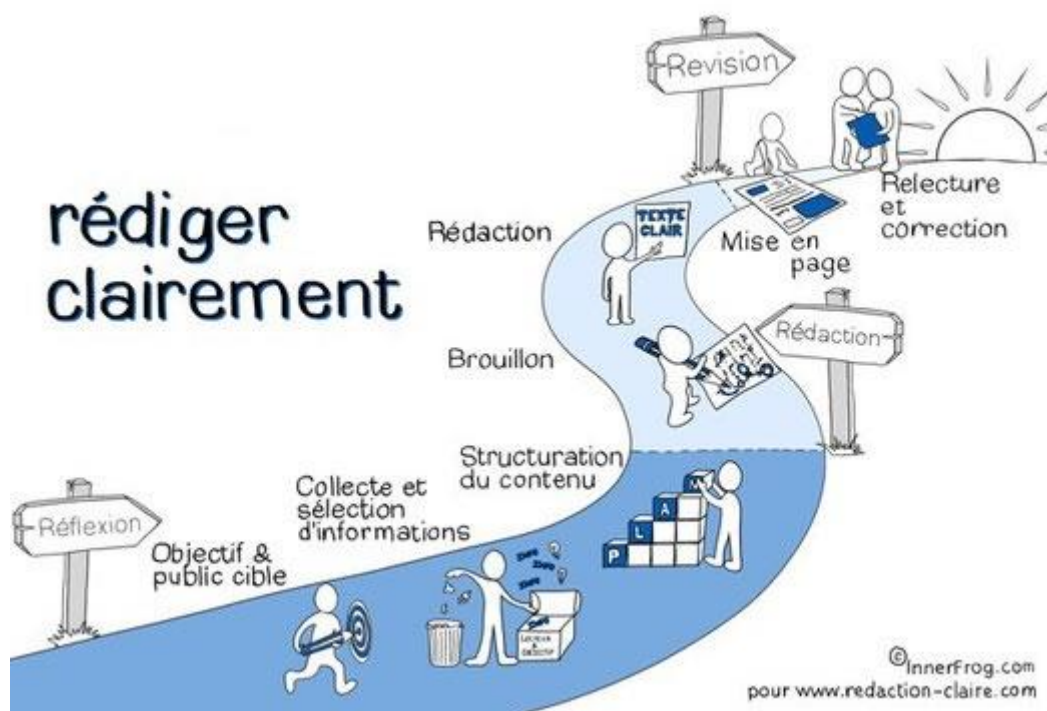 rédiger
clairement
Réflexion
Objectif &
public cible
Collecte et
sélection
d'informations
Structuration
du contenu
PLAN
Rédaction
Brouillon
Rédaction
TEXTE
CLAIR
Revision
Mise en
page
Relecture
et
correction
©InnerFrog.com
pour www.redaction-claire.com